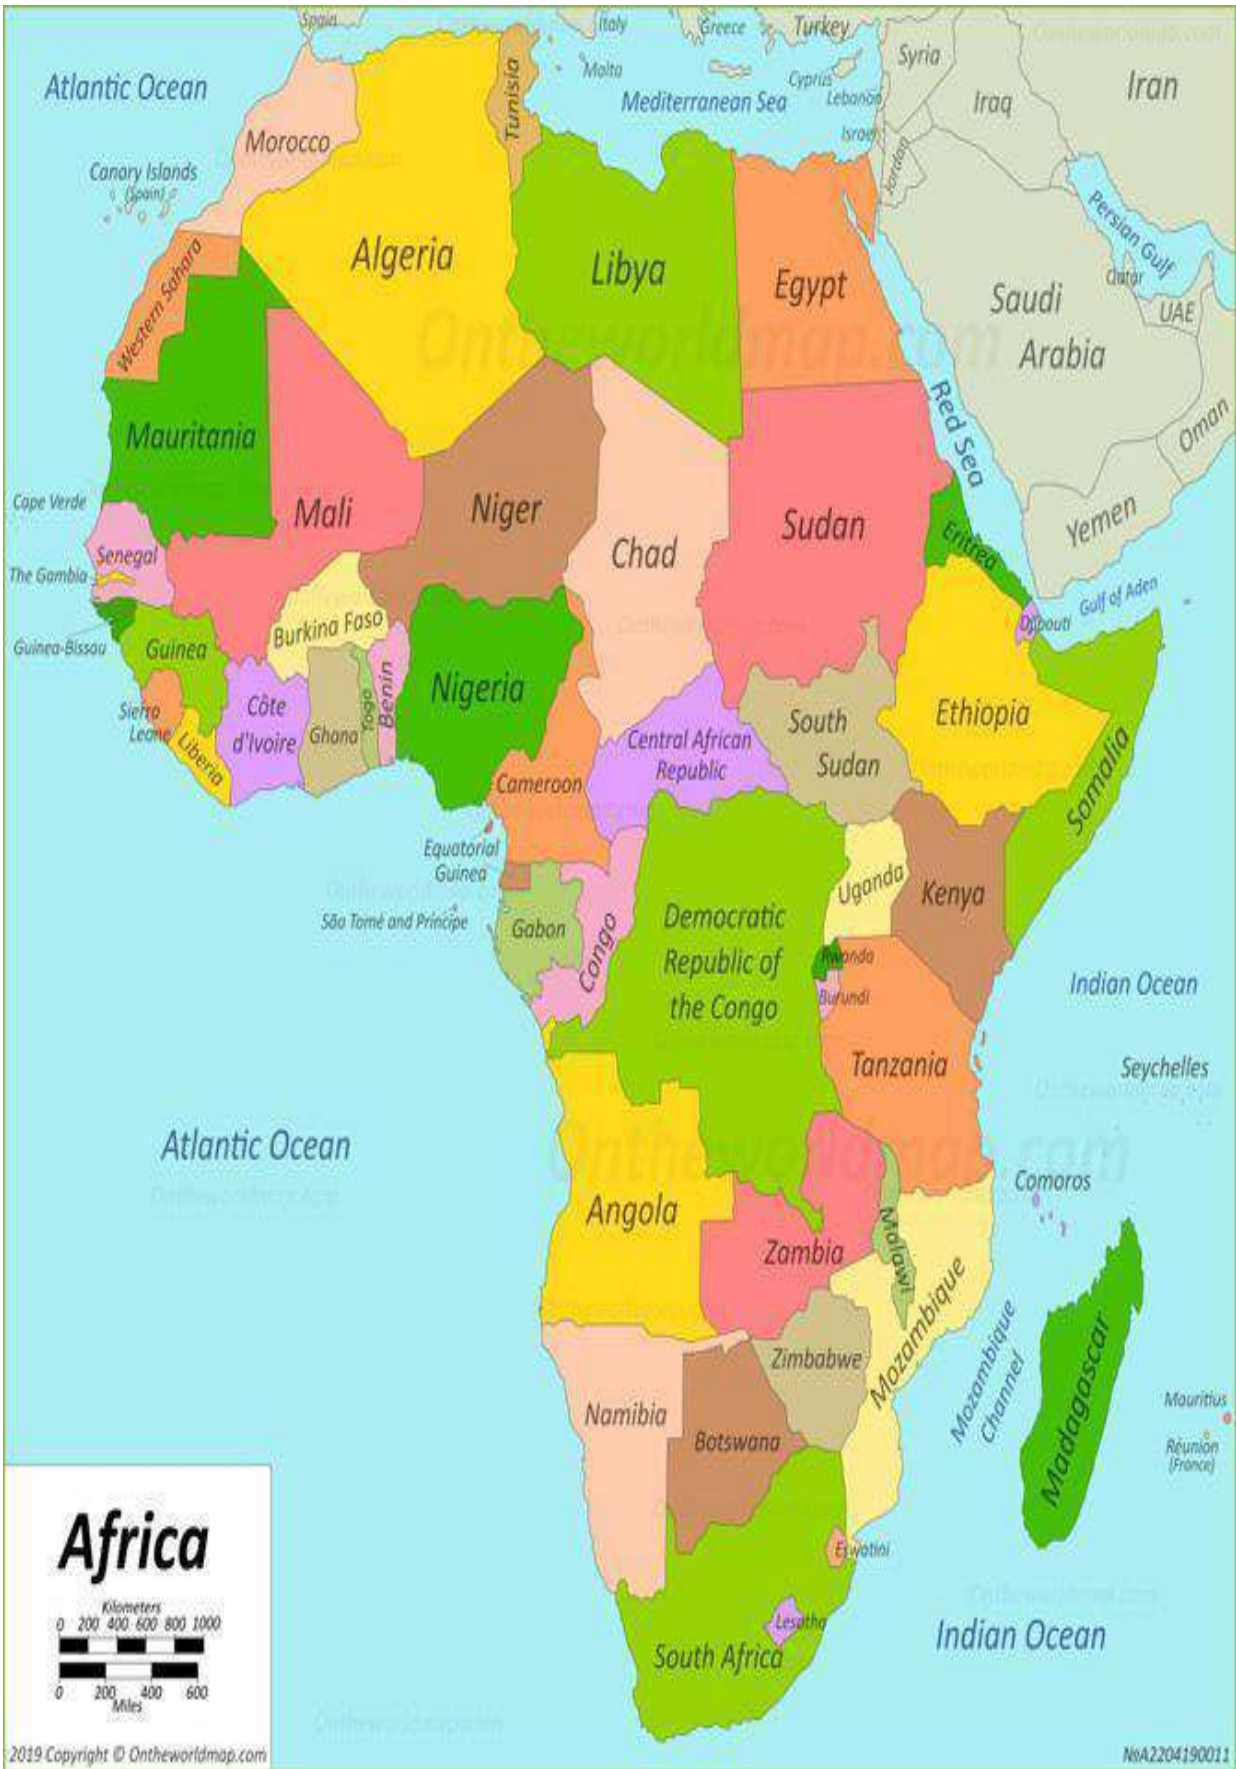 Spain
Italy
Greece
Turkey
Syria
Atlantic Ocean
Malta
Cyprus
Lebanon
Iraq
Iran
Tunisia
Mediterranean Sea
Israel
Morocco
Jordan
Canary Islands
(Spain)
Persian Gulf
Algeria
Libya
Egypt
Qatar
Western Sahara
Saudi
Arabia
UAE
Ontheworldmap.com
Red Sea
Oman
Mauritania
Cape Verde
Mali
Niger
Chad
Sudan
Yemen
Senegal
Eritrea
The Gambia
Gulf of Aden
Burkina Faso
Djibouti
Guinea-Bissau
Guinea
Benin
Nigeria
Togo
Sierra
Leone
Côte
d'Ivoire
Ghana
Liberia
Central African
Republic
South
Sudan
Ethiopia
Somalia
Cameroon
Equatorial
Guinea
Uganda
Kenya
São Tomé and Príncipe
Gabon
Congo
Democratic
Republic of
the Congo
Rwanda
Burundi
Indian Ocean
Tanzania
Seychelles
Atlantic Ocean
Ontheworldmap.com
Comoros
Angola
Zambia
Malawi
Mozambique
Mozambique
Channel
Zimbabwe
Madagascar
Namibia
Botswana
Mauritius
Réunion
(France)
Eswatini
Lesotho
South Africa
Indian Ocean
Africa
Kilometers
0 200 400 600 800 1000
0 200 400 600
Miles
2019 Copyright © Ontheworldmap.com
NoA2204190011